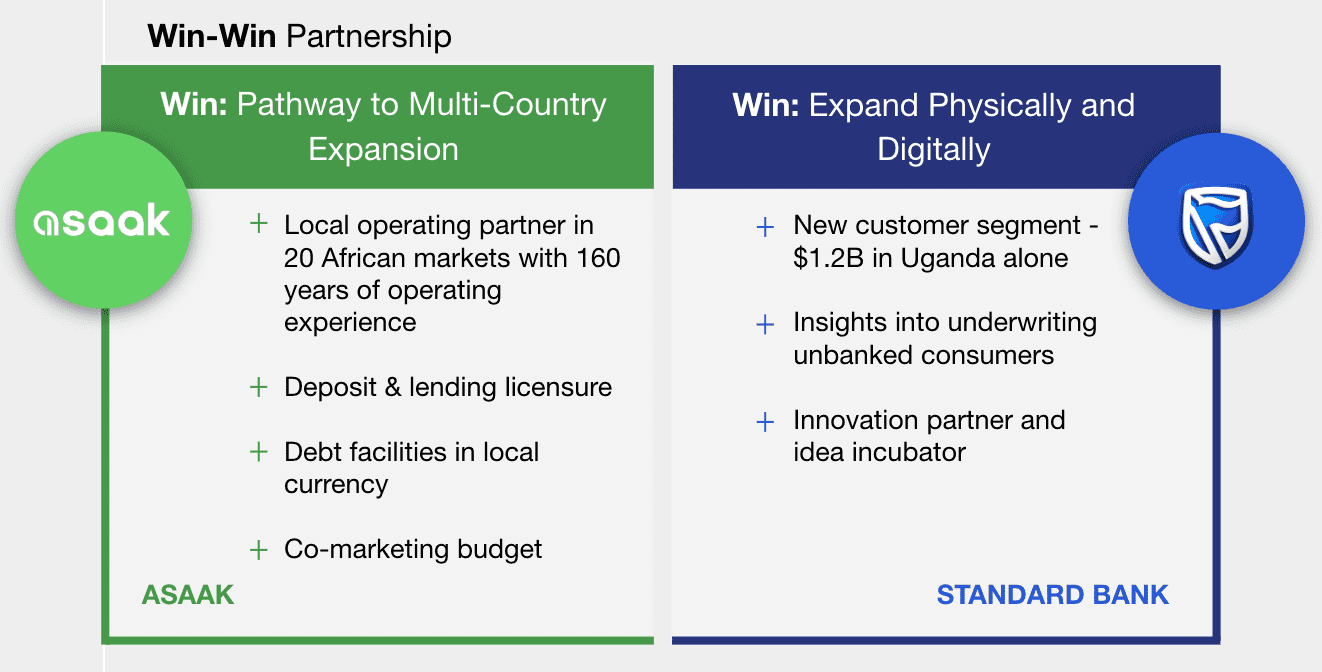 Win-Win Partnership
Win: Pathway to Multi-Country
Expansion
asaak
+ Local operating partner in
20 African markets with 160
years of operating
experience
+ Deposit & lending licensure
+ Debt facilities in local
currency
+ Co-marketing budget
ASAAK
Win: Expand Physically and
Digitally
+ New customer segment -
$1.2B in Uganda alone
+ Insights into underwriting
unbanked consumers
+ Innovation partner and
idea incubator
STANDARD BANK